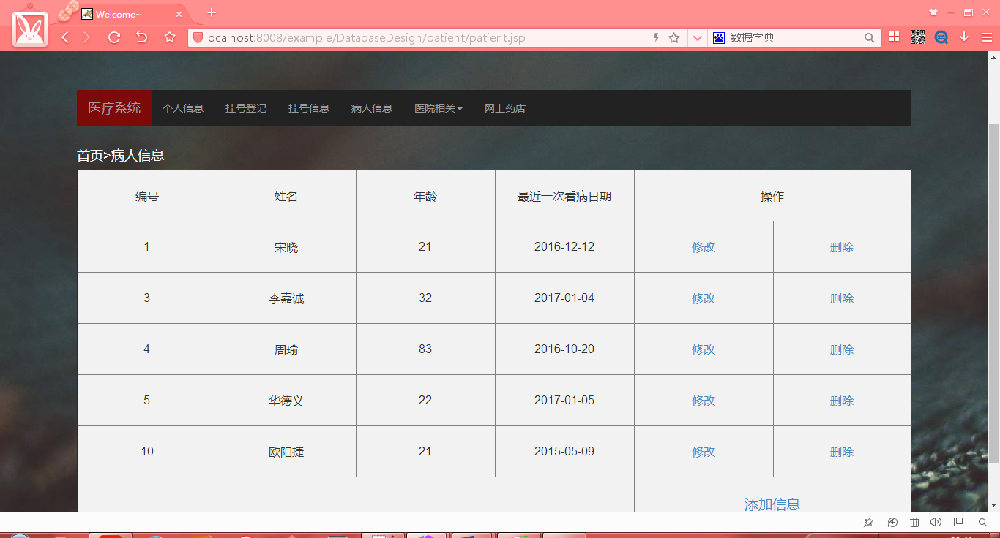 Welcome~
localhost:8008/example/DatabaseDesign/patient/patient.jsp 数据字典
医疗系统 个人信息 挂号登记 挂号信息 病人信息 医院相关 网上药店
首页>病人信息
编号 姓名 年龄 最近一次看病日期 操作
1 宋晓 21 2016-12-12 修改 删除
3 李嘉诚 32 2017-01-04 修改 删除
4 周瑜 83 2016-10-20 修改 删除
5 华德义 22 2017-01-05 修改 删除
10 欧阳捷 21 2015-05-09 修改 删除
添加信息